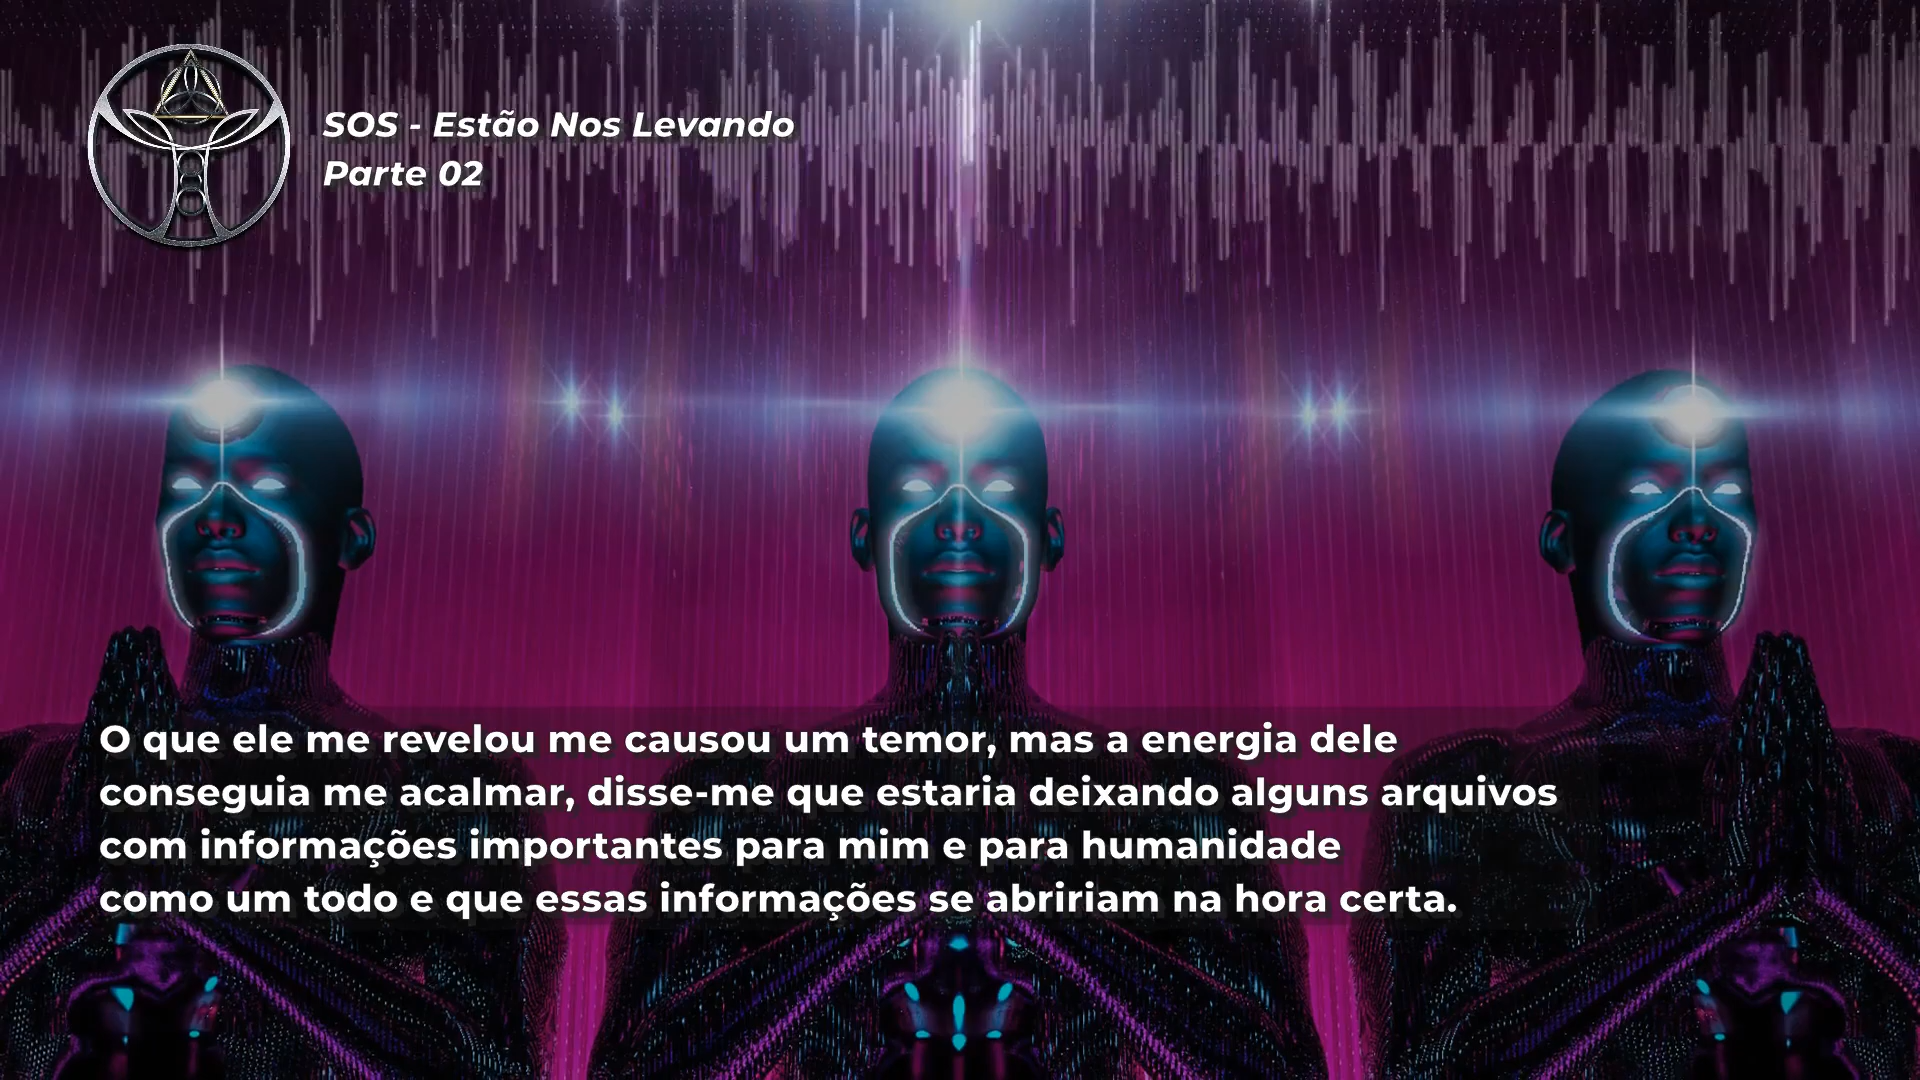 SOS - Estão Nos Levando
Parte 02
O que ele me revelou me causou um temor, mas a energia dele
conseguia me acalmar, disse-me que estaria deixando alguns arquivos
com informações importantes para mim e para humanidade
como um todo e que essas informações se abririam na hora certa.